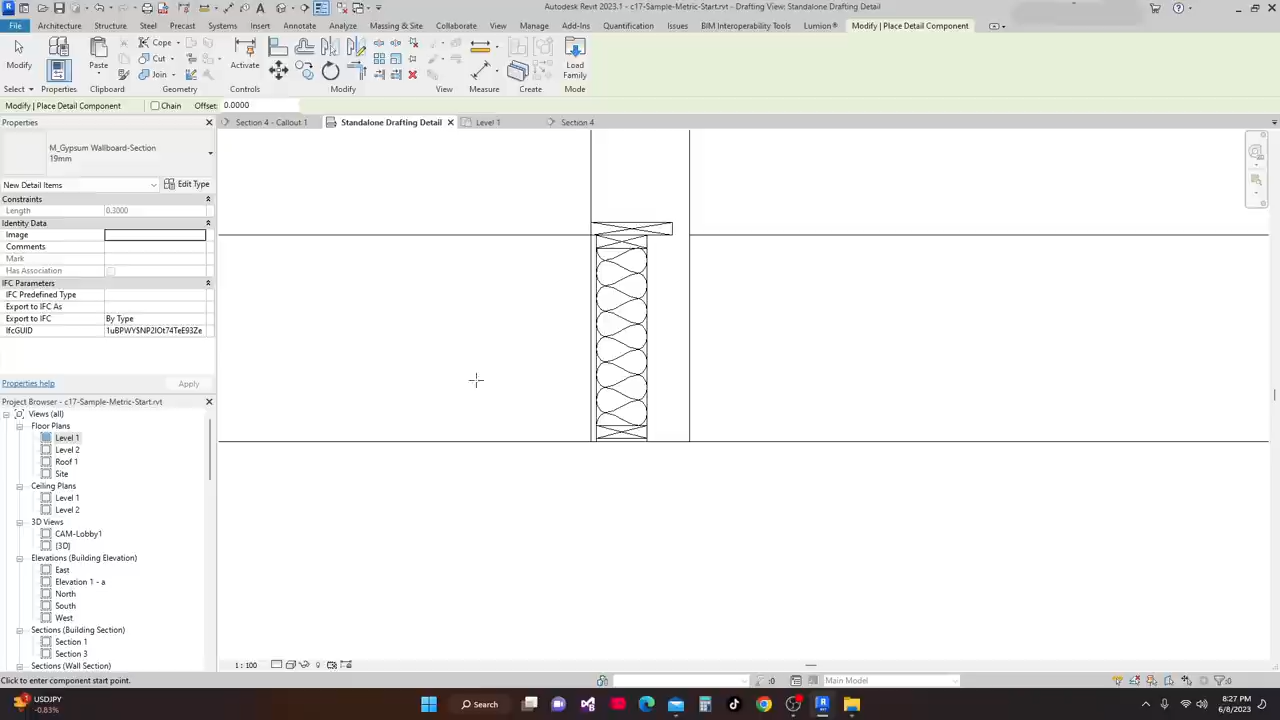 Autodesk Revit 2023.1 - c17-Sample-Metric-Start.rvt - Drafting View: Standalone Drafting Detail
File Architecture Structure Steel Precast Systems Insert Annotate Analyze Massing & Site Collaborate View Manage Add-Ins Quantification BIM Interoperability Tools Lumion® Modify | Place Detail Component
Modify Paste Cope Cut Join Activate Load Family
Select Properties Clipboard Geometry Controls Modify View Measure Create Mode
Modify | Place Detail Component Chain Offset: 0.0000
Properties
Section 4 - Callout 1 Standalone Drafting Detail Level 1 Section 4
M_Gypsum Wallboard-Section
19mm
New Detail Items Edit Type
Constraints
Length 0.3000
Identity Data
Image
Comments
Mark
Has Association
IFC Parameters
IFC Predefined Type
Export to IFC As
Export to IFC By Type
IfcGUID 1uBPWY$NP2IOt74TeE93Ze
Properties help Apply
Project Browser - c17-Sample-Metric-Start.rvt
Views (all)
Floor Plans
Level 1
Level 2
Roof 1
Site
Ceiling Plans
Level 1
Level 2
3D Views
CAM-Lobby1
{3D}
Elevations (Building Elevation)
East
Elevation 1 - a
North
South
West
Sections (Building Section)
Section 1
Section 3
Sections (Wall Section)
1 : 100
Click to enter component start point.
:0
Main Model
:0
USDJPY
-0.83%
Search
8:27 PM
6/8/2023